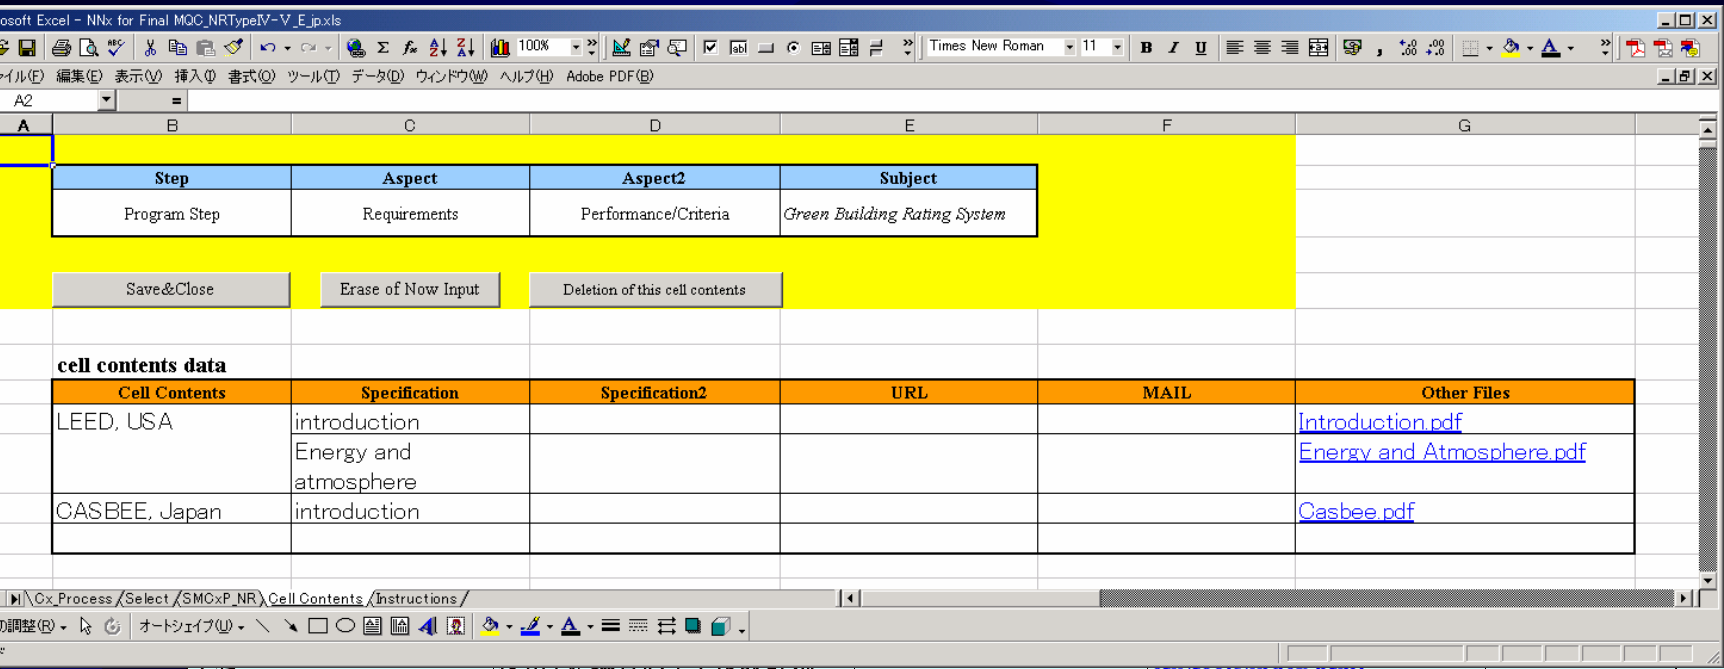 osoft Excel - NNx for Final MQC_NRTypeⅣ-Ⅴ_E_jp.xls
100% Times New Roman 11 B I U
イル(F) 編集(E) 表示(V) 挿入(I) 書式(O) ツール(T) データ(D) ウィンドウ(W) ヘルプ(H) Adobe PDF(B)
A2 =
A B C D E F G
Step Aspect Aspect2 Subject
Program Step Requirements Performance/Criteria Green Building Rating System
Save&Close Erase of Now Input Deletion of this cell contents
cell contents data
Cell Contents Specification Specification2 URL MAIL Other Files
LEED, USA introduction Introduction.pdf
Energy and Energy and Atmosphere.pdf
atmosphere
CASBEE, Japan introduction Casbee.pdf
Cx_Process Select SMCxP_NR Cell Contents Instructions
の調整(R) オートシェイプ(U)